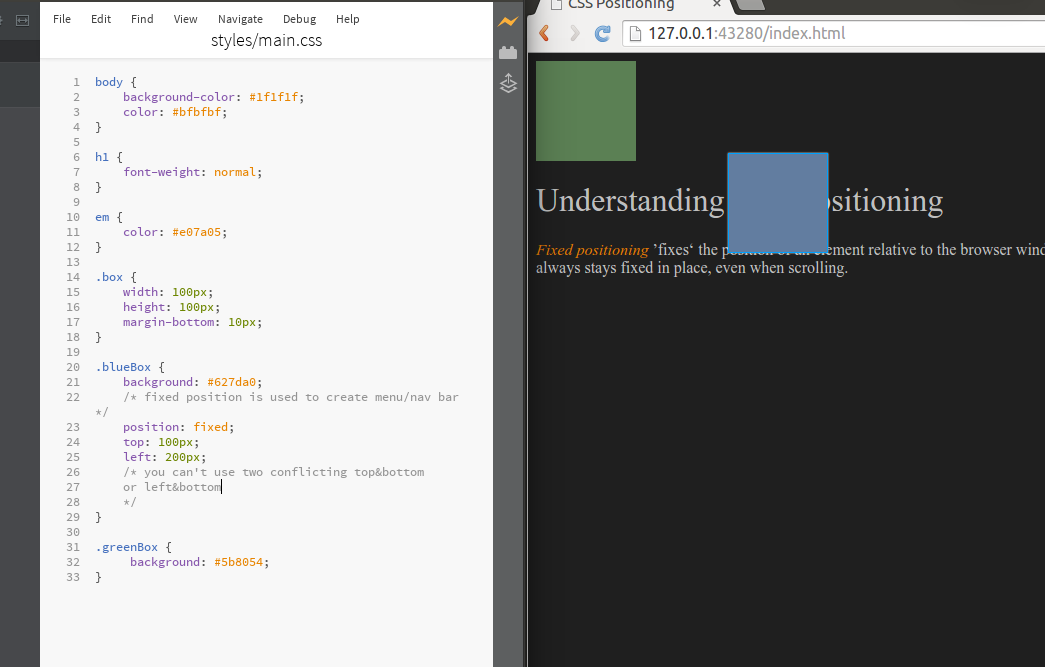 File Edit Find View Navigate Debug Help
styles/main.css
1 body {
2 background-color: #1f1f1f;
3 color: #bfbfbf;
4 }
5
6 h1 {
7 font-weight: normal;
8 }
9
10 em {
11 color: #e07a05;
12 }
13
14 .box {
15 width: 100px;
16 height: 100px;
17 margin-bottom: 10px;
18 }
19
20 .blueBox {
21 background: #627da0;
22 /* fixed position is used to create menu/nav bar
*/
23 position: fixed;
24 top: 100px;
25 left: 200px;
26 /* you can't use two conflicting top&bottom
27 or left&bottom
28 */
29 }
30
31 .greenBox {
32 background: #5b8054;
33 }
CSS Positioning
127.0.0.1:43280/index.html
Understanding sitioning
Fixed positioning ’fixes‘ the element relative to the browser wind
always stays fixed in place, even when scrolling.